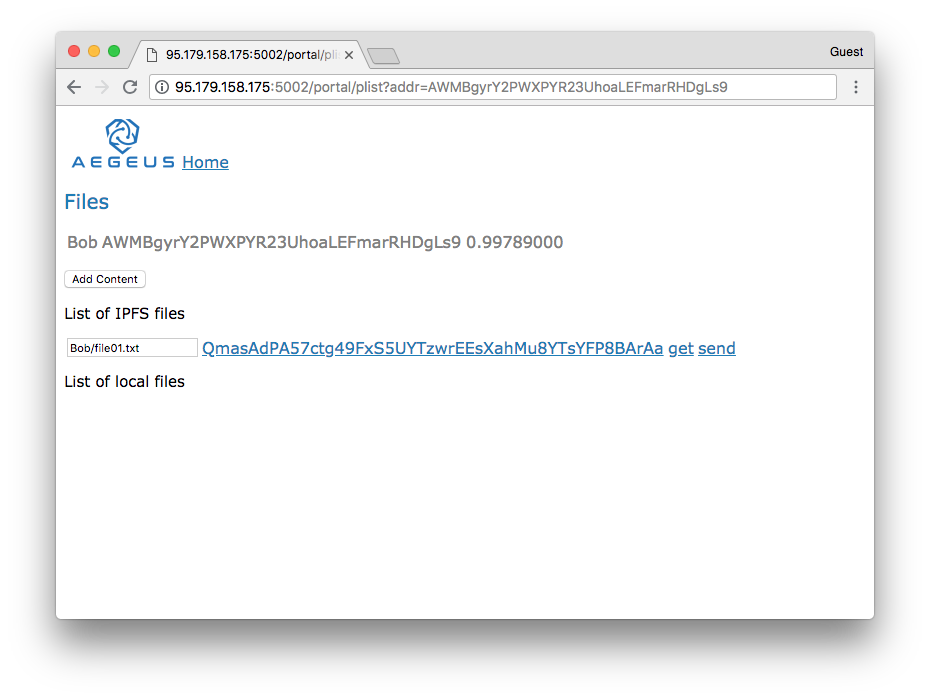 95.179.158.175:5002/portal/pli
Guest
95.179.158.175:5002/portal/plist?addr=AWMBgyrY2PWXPYR23UhoaLEFmarRHDgLs9
AEGEUS Home
Files
Bob AWMBgyrY2PWXPYR23UhoaLEFmarRHDgLs9 0.99789000
Add Content
List of IPFS files
Bob/file01.txt QmasAdPA57ctg49FxS5UYTzwrEEsXahMu8YTsYFP8BArAa get send
List of local files